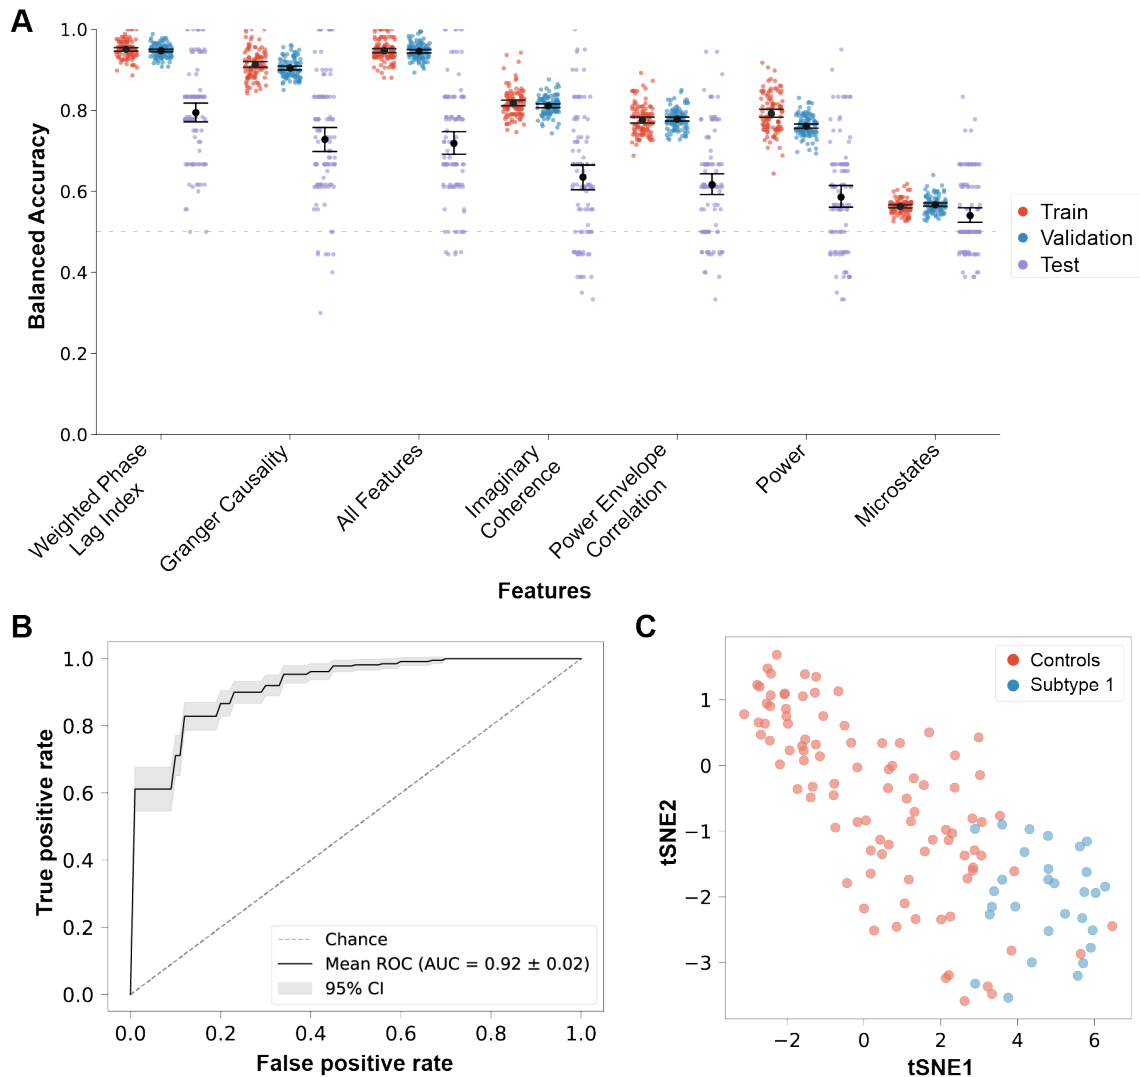 A
Balanced Accuracy
1.0
0.8
0.6
0.4
0.2
0.0
Train
Validation
Test
Weighted Phase
Lag Index
Granger Causality
All Features
Imaginary
Coherence
Power Envelope
Correlation
Power
Microstates
Features
B
True positive rate
1.0
0.8
0.6
0.4
0.2
0.0
Chance
Mean ROC (AUC = 0.92 ± 0.02)
95% CI
0.0 0.2 0.4 0.6 0.8 1.0
False positive rate
C
Controls
Subtype 1
tSNE2
1
0
−1
−2
−3
−2 0 2 4 6
tSNE1